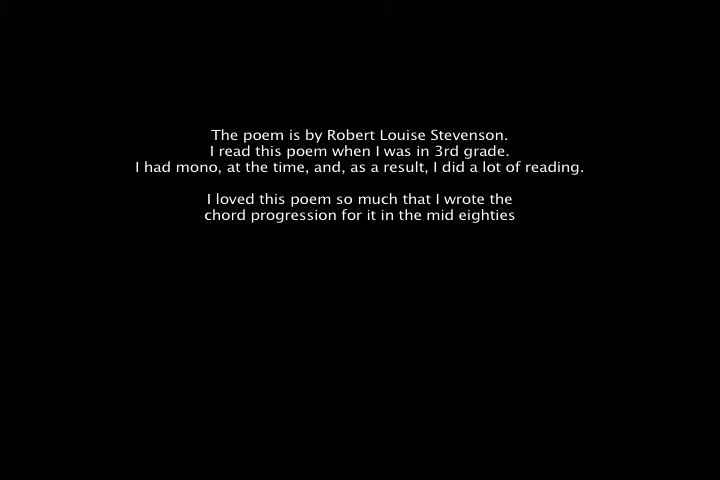 The poem is by Robert Louise Stevenson.
I read this poem when I was in 3rd grade.
I had mono, at the time, and, as a result, I did a lot of reading.
I loved this poem so much that I wrote the
chord progression for it in the mid eighties